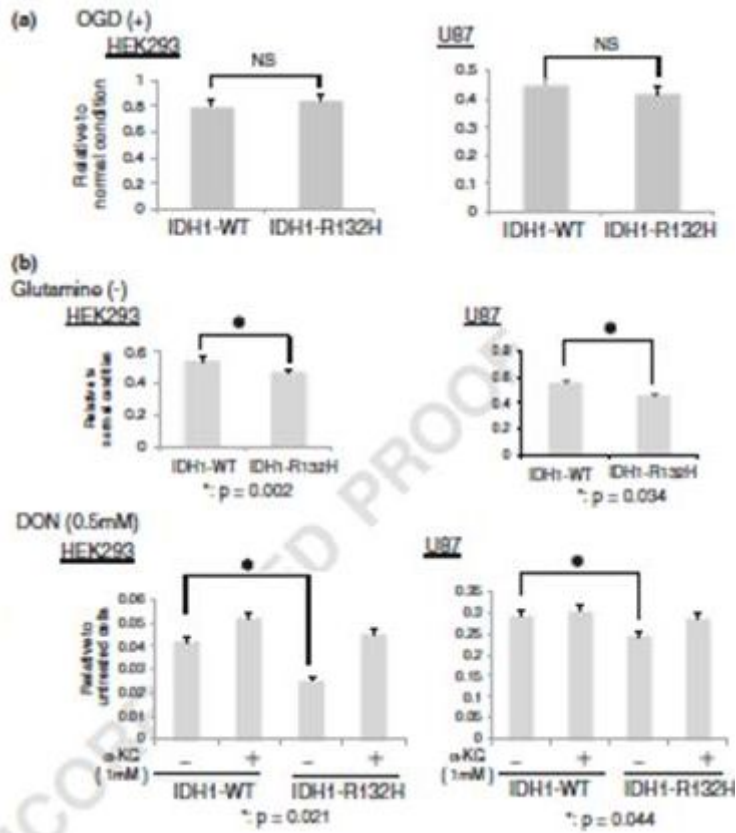 (a) OGD (+)
HEK293
U87
NS
NS
Relative to
normal condition
1
0.8
0.6
0.4
0.2
0
0.5
0.4
0.3
0.2
0.1
0
IDH1-WT IDH1-R132H
IDH1-WT IDH1-R132H
(b)
Glutamine (-)
HEK293
U87
Relative to
normal condition
0.6
0.4
0.2
0
0.8
0.6
0.4
0.2
0
IDH1-WT IDH1-R132H
IDH1-WT IDH1-R132H
*: p = 0.002
*: p = 0.034
DON (0.5mM)
HEK293
U87
Relative to
untreated cells
0.06
0.05
0.04
0.03
0.02
0.01
0
0.35
0.3
0.25
0.2
0.15
0.1
0.05
0
α-KG
(1mM)
− + − +
− + − +
IDH1-WT IDH1-R132H
IDH1-WT IDH1-R132H
*: p = 0.021
*: p = 0.044
PROOF